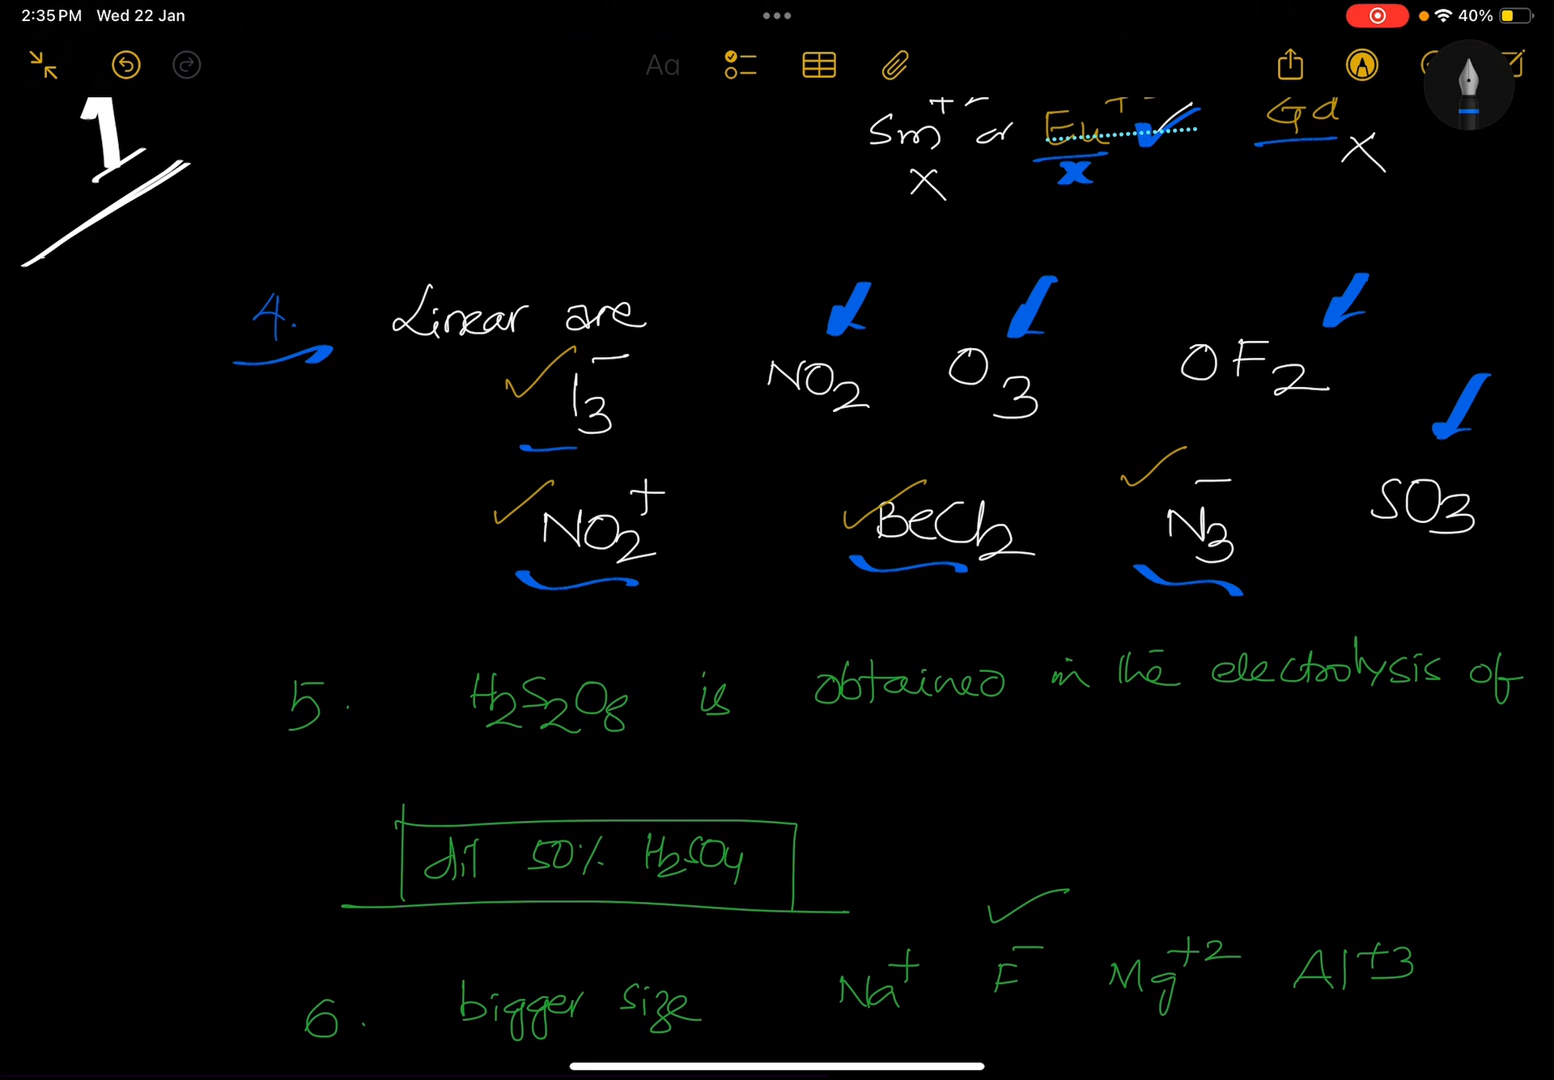 2:35 PM Wed 22 Jan
40%
Aa
1
Sm⁺² or Eu⁺² ✓ Gd
X X X
4. Linear are
✓ I₃⁻ NO₂ O₃ OF₂
✓ NO₂⁺ ✓ BeCl₂ ✓ N₃⁻ SO₃
5. H₂S₂O₈ is obtained in the electrolysis of
dil 50% H₂SO₄
6. bigger size Na⁺ F⁻ ✓ Mg⁺² Al⁺³